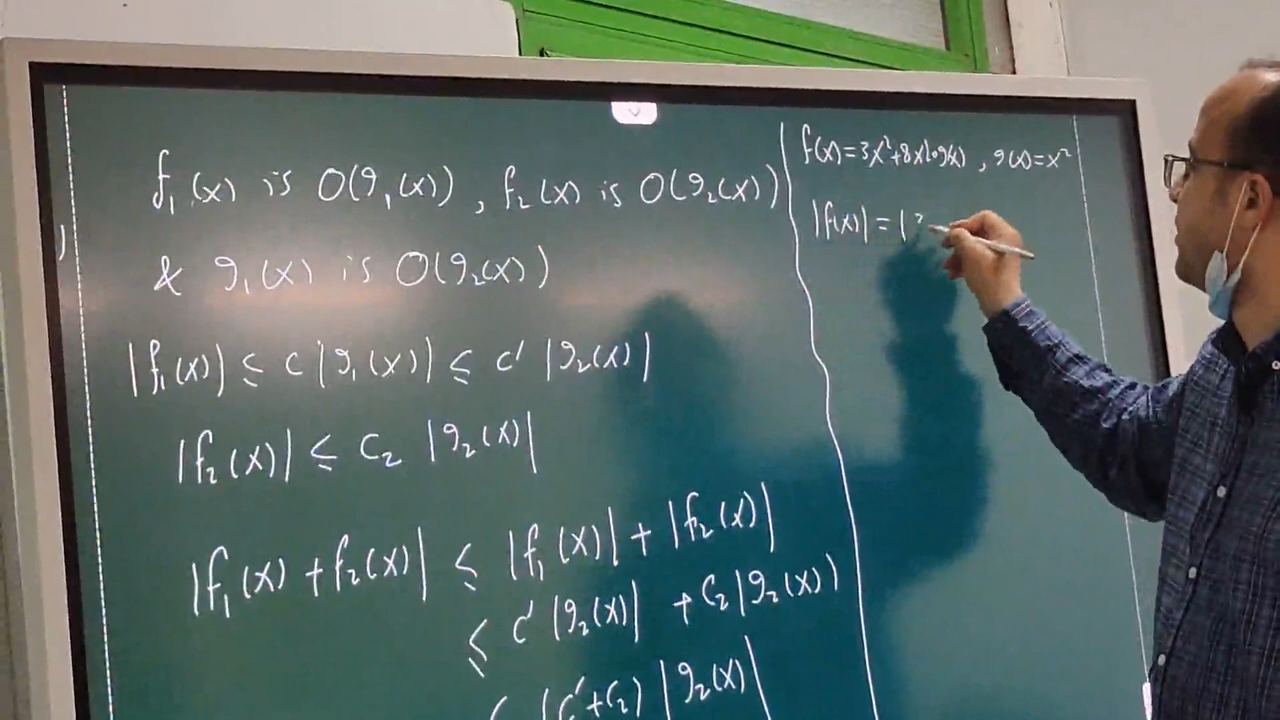 f₁(x) is O(g₁(x)), f₂(x) is O(g₂(x))
& g₁(x) is O(g₂(x))
|f₁(x)| ≤ c |g₁(x)| ≤ c' |g₂(x)|
|f₂(x)| ≤ c₂ |g₂(x)|
|f₁(x) + f₂(x)| ≤ |f₁(x)| + |f₂(x)|
≤ c' |g₂(x)| + c₂ |g₂(x)|
(c' + c₂) |g₂(x)|
f(x) = 3x² + 8x log(x), g(x) = x²
|f(x)| = | 3